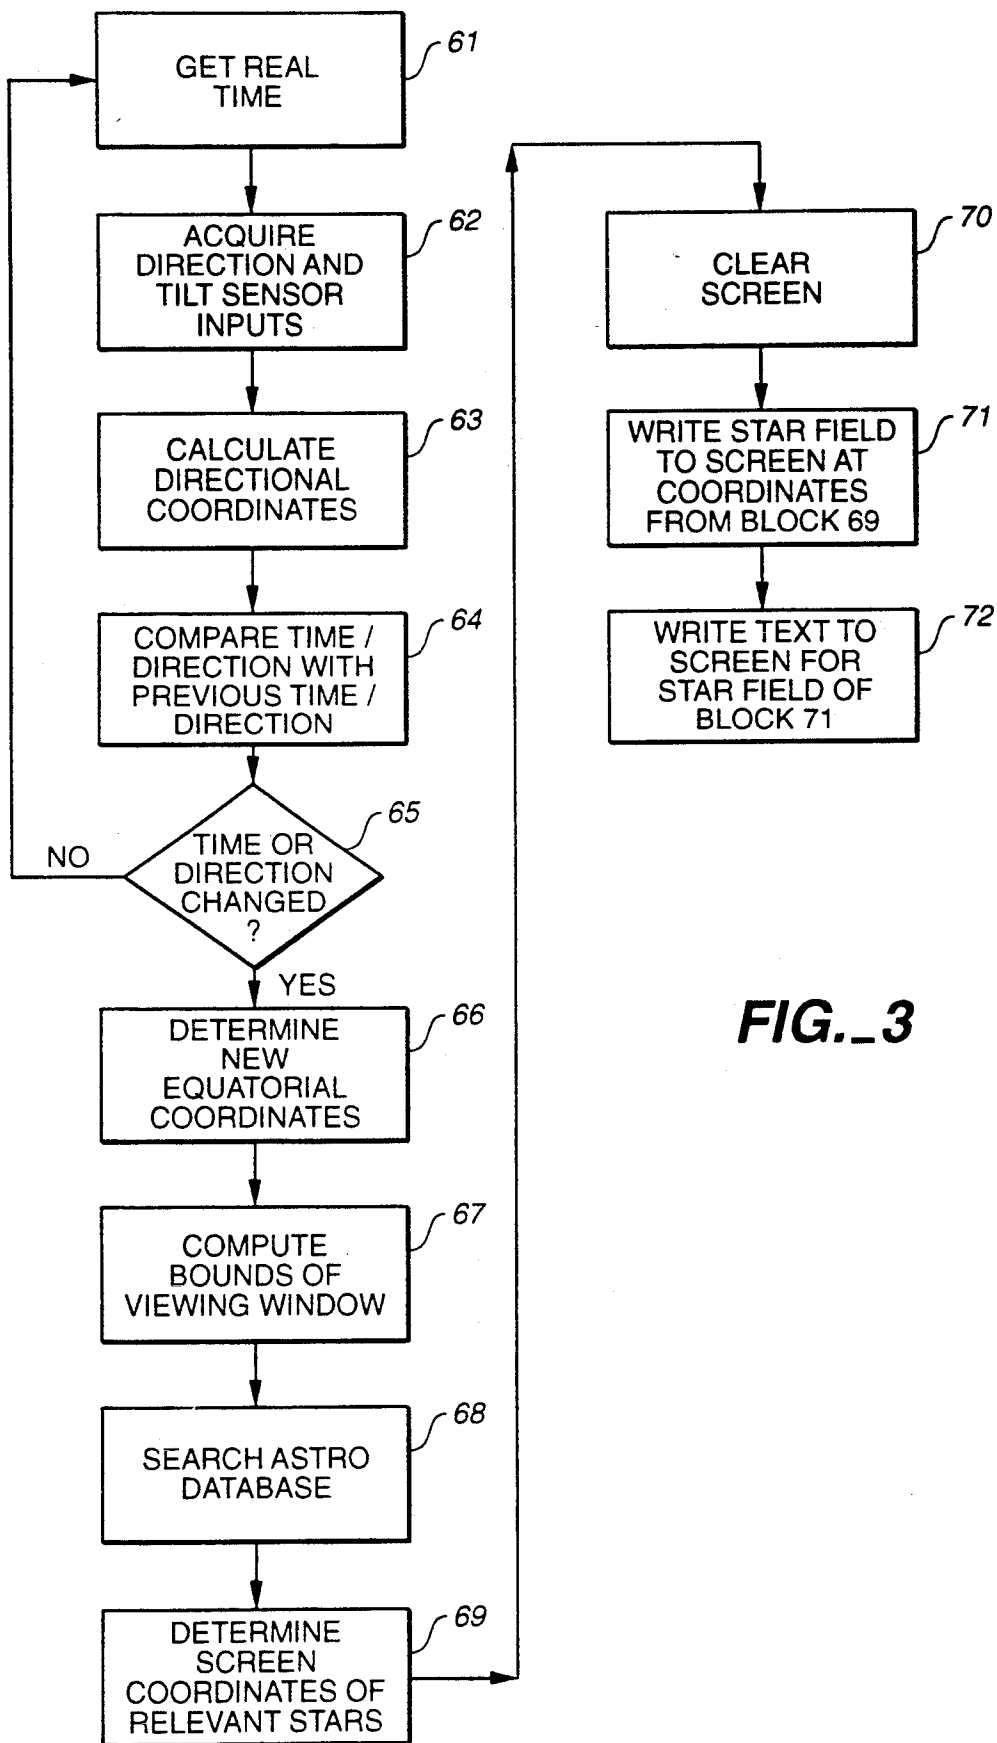 61
GET REAL
TIME
62
ACQUIRE
DIRECTION AND
TILT SENSOR
INPUTS
63
CALCULATE
DIRECTIONAL
COORDINATES
64
COMPARE TIME /
DIRECTION WITH
PREVIOUS TIME /
DIRECTION
65
TIME OR
DIRECTION
CHANGED
?
NO
YES
66
DETERMINE
NEW
EQUATORIAL
COORDINATES
67
COMPUTE
BOUNDS OF
VIEWING WINDOW
68
SEARCH ASTRO
DATABASE
69
DETERMINE
SCREEN
COORDINATES OF
RELEVANT STARS
70
CLEAR
SCREEN
71
WRITE STAR FIELD
TO SCREEN AT
COORDINATES
FROM BLOCK 69
72
WRITE TEXT TO
SCREEN FOR
STAR FIELD OF
BLOCK 71
FIG._3